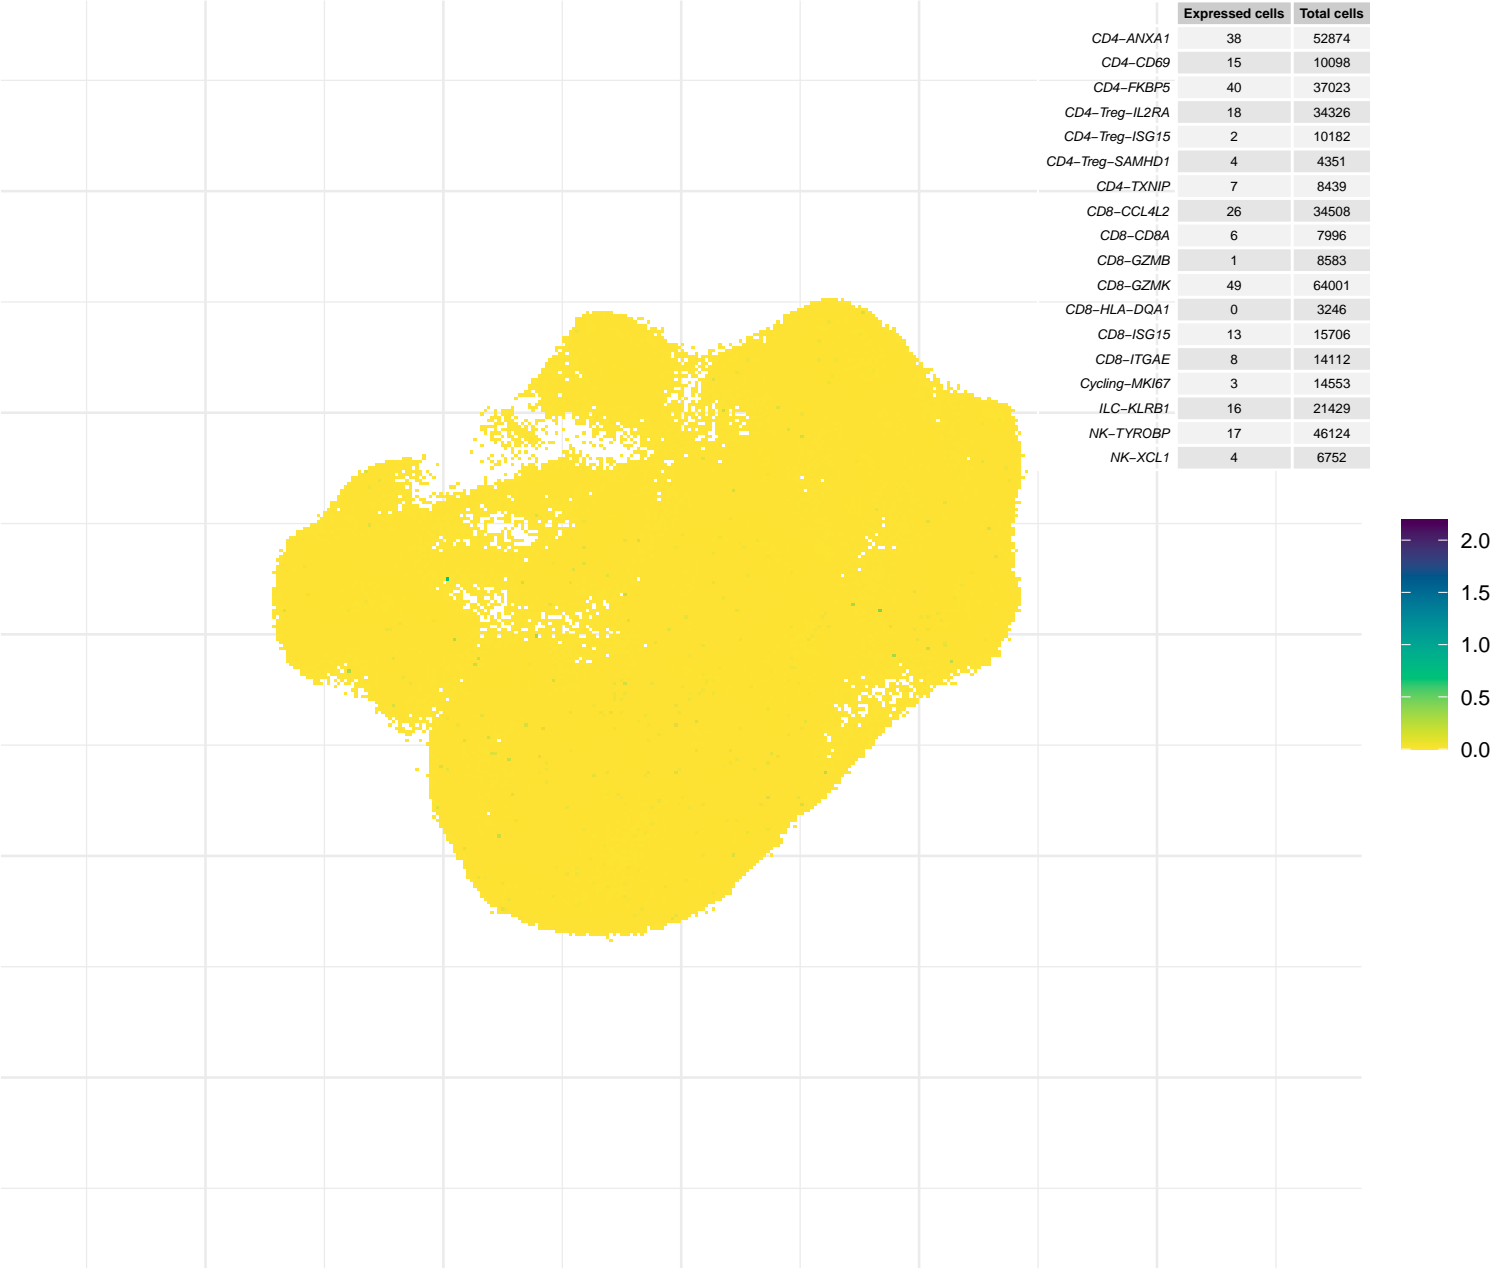 Expressed cells Total cells
CD4−ANXA1 38 52874
CD4−CD69 15 10098
CD4−FKBP5 40 37023
CD4−Treg−IL2RA 18 34326
CD4−Treg−ISG15 2 10182
CD4−Treg−SAMHD1 4 4351
CD4−TXNIP 7 8439
CD8−CCL4L2 26 34508
CD8−CD8A 6 7996
CD8−GZMB 1 8583
CD8−GZMK 49 64001
CD8−HLA−DQA1 0 3246
CD8−ISG15 13 15706
CD8−ITGAE 8 14112
Cycling−MKI67 3 14553
ILC−KLRB1 16 21429
NK−TYROBP 17 46124
NK−XCL1 4 6752
2.0
1.5
1.0
0.5
0.0